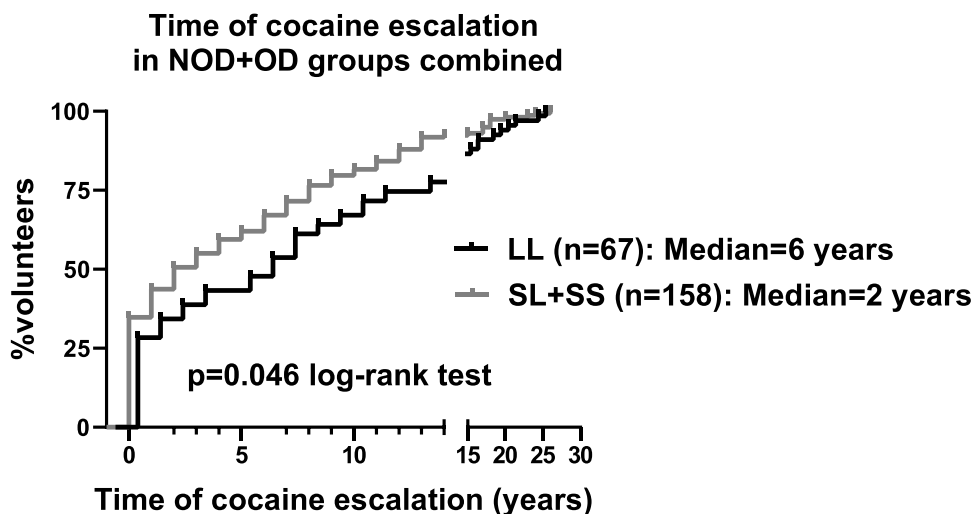 Time of cocaine escalation
in NOD+OD groups combined
100
75
50
25
0
%volunteers
LL (n=67): Median=6 years
SL+SS (n=158): Median=2 years
p=0.046 log-rank test
0 5 10 15 20 25 30
Time of cocaine escalation (years)